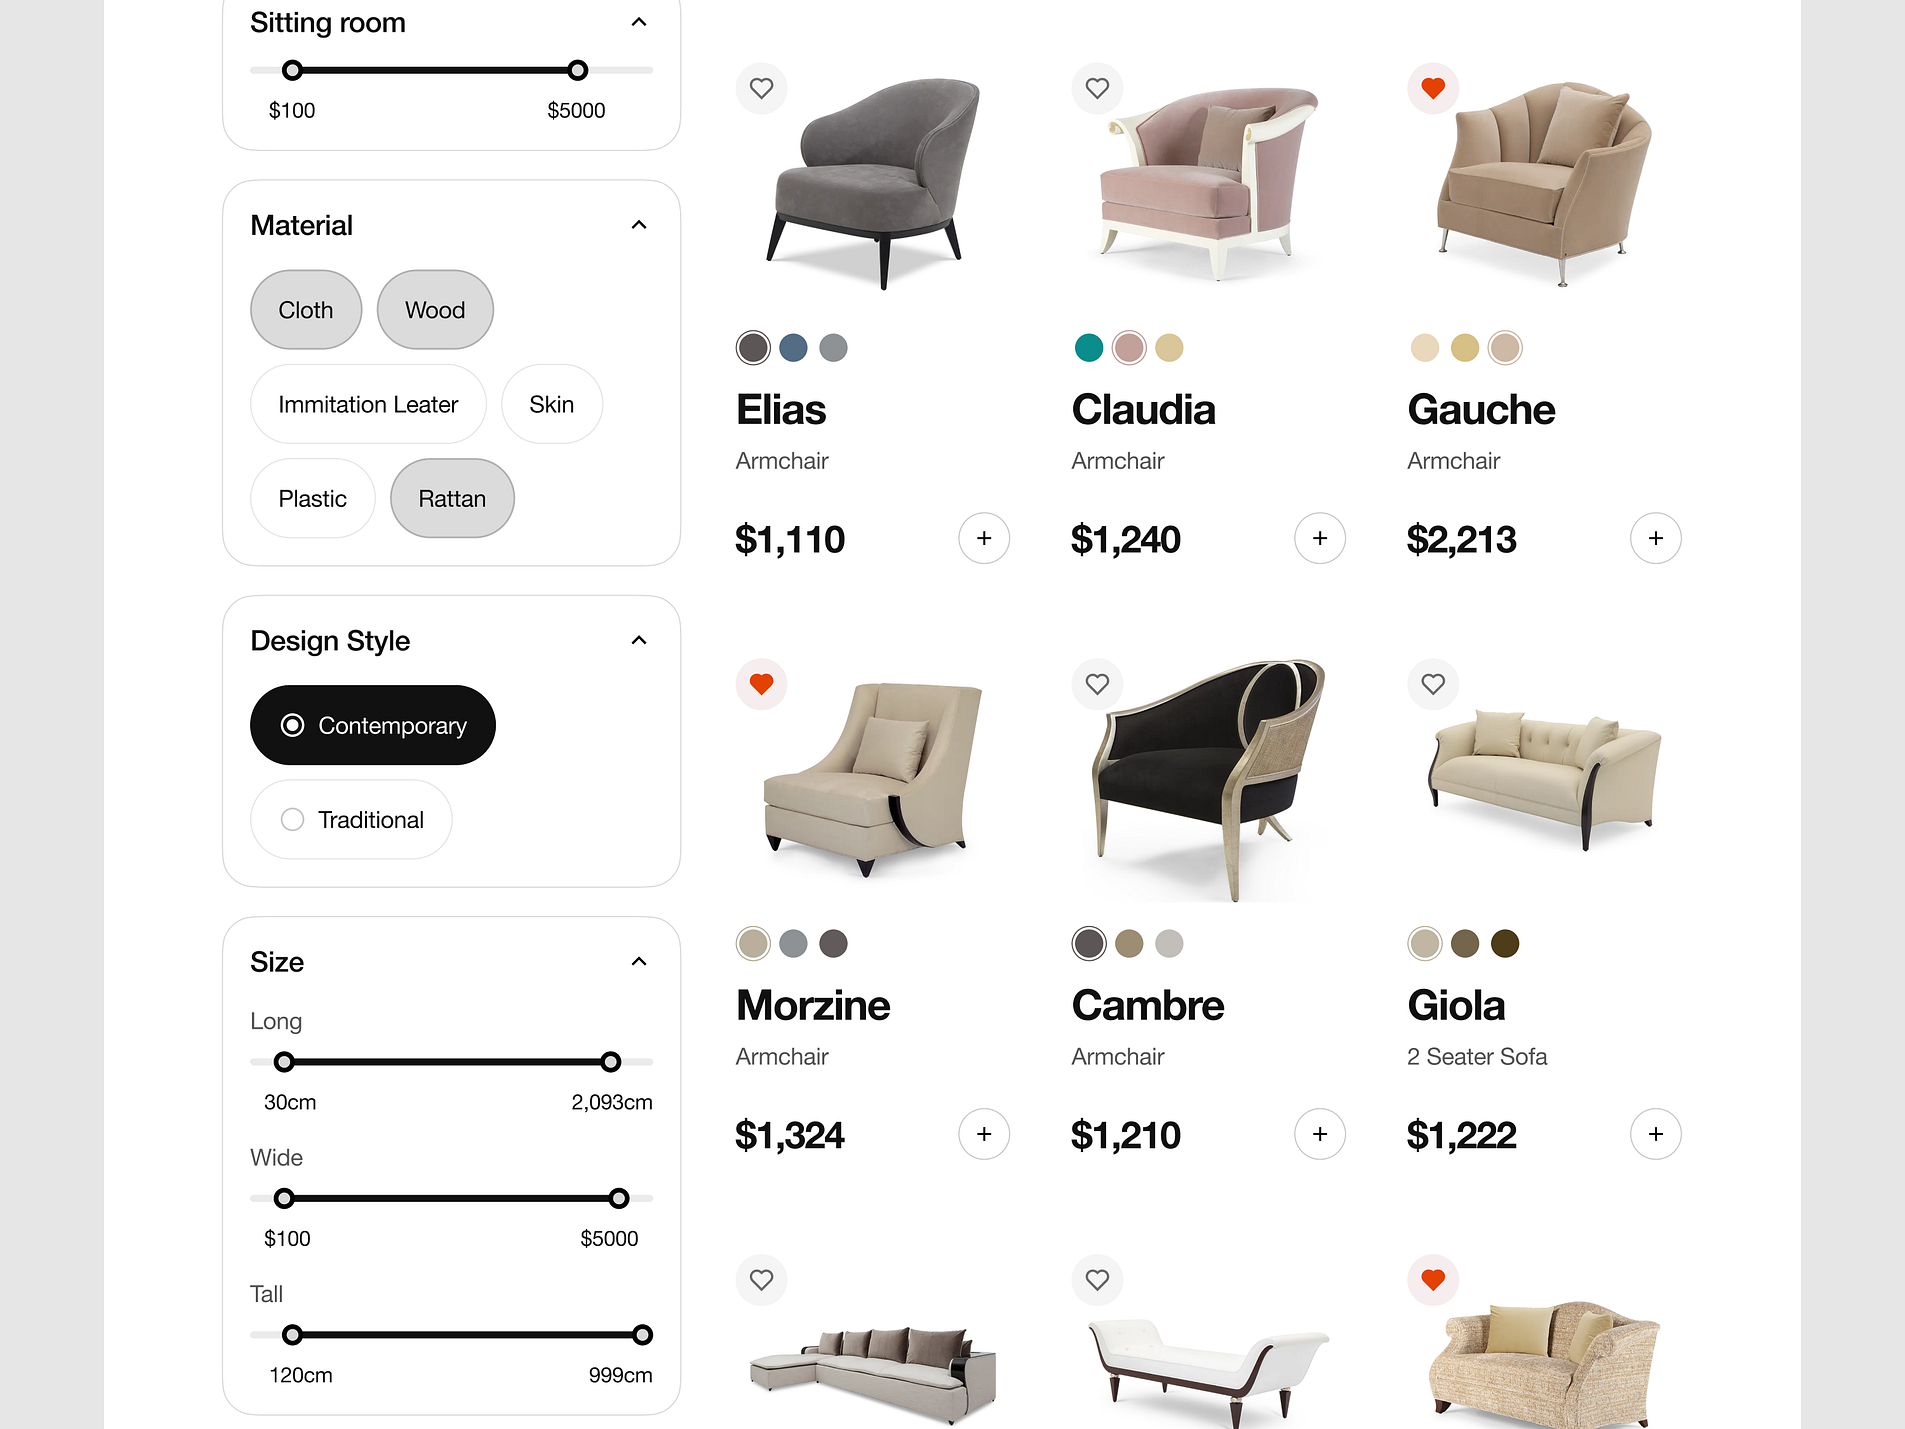 Sitting room
$100 $5000
Material
Cloth Wood
Immitation Leater Skin
Plastic Rattan
Design Style
Contemporary
Traditional
Size
Long
30cm 2,093cm
Wide
$100 $5000
Tall
120cm 999cm
Elias Claudia Gauche
Armchair Armchair Armchair
$1,110 + $1,240 + $2,213 +
Morzine Cambre Giola
Armchair Armchair 2 Seater Sofa
$1,324 + $1,210 + $1,222 +